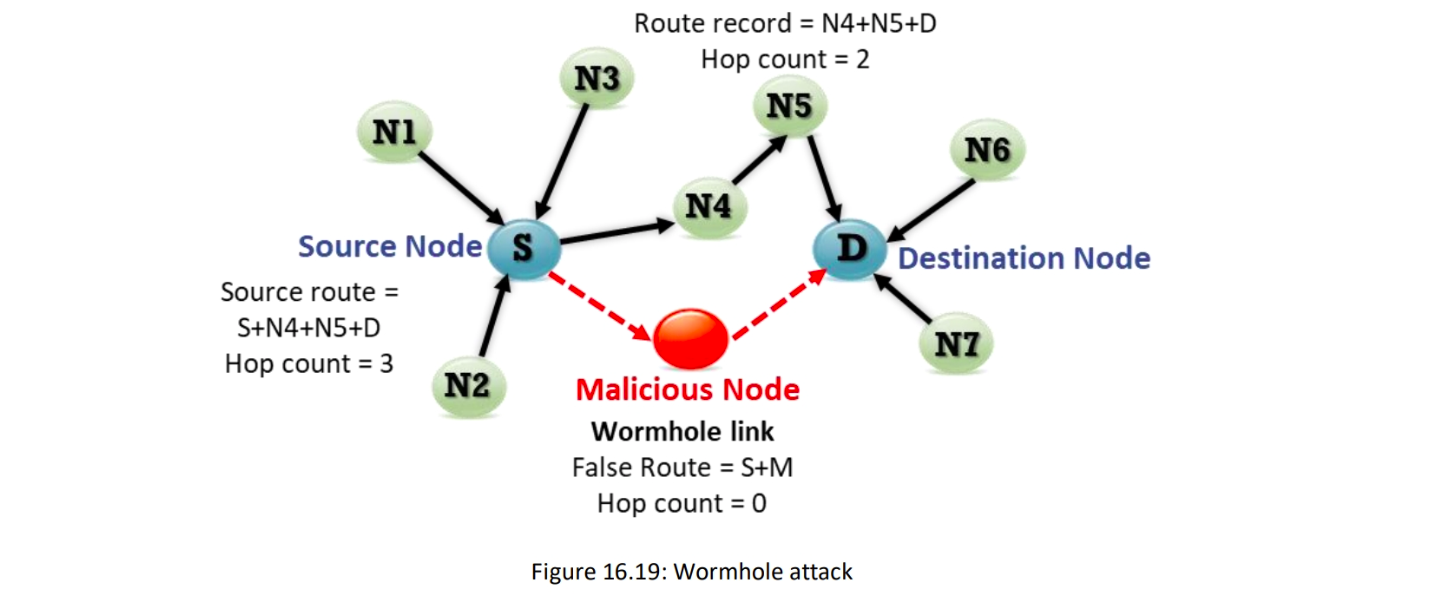 Route record = N4+N5+D
Hop count = 2
N3
N5
N1
N6
N4
Source Node
S
D
Destination Node
Source route =
S+N4+N5+D
Hop count = 3
N7
N2
Malicious Node
Wormhole link
False Route = S+M
Hop count = 0
Figure 16.19: Wormhole attack